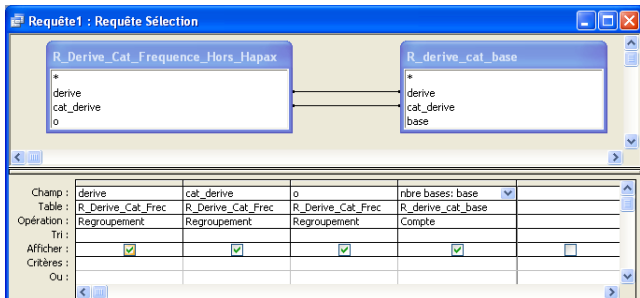 Requête1 : Requête Sélection
R_Derive_Cat_Frequence_Hors_Hapax
*
derive
cat_derive
o
R_derive_cat_base
*
derive
cat_derive
base
Champ : derive cat_derive o nbre bases: base
Table : R_Derive_Cat_Frec R_Derive_Cat_Frec R_Derive_Cat_Frec R_derive_cat_base
Opération : Regroupement Regroupement Regroupement Compte
Tri :
Afficher :
Critères :
Ou :